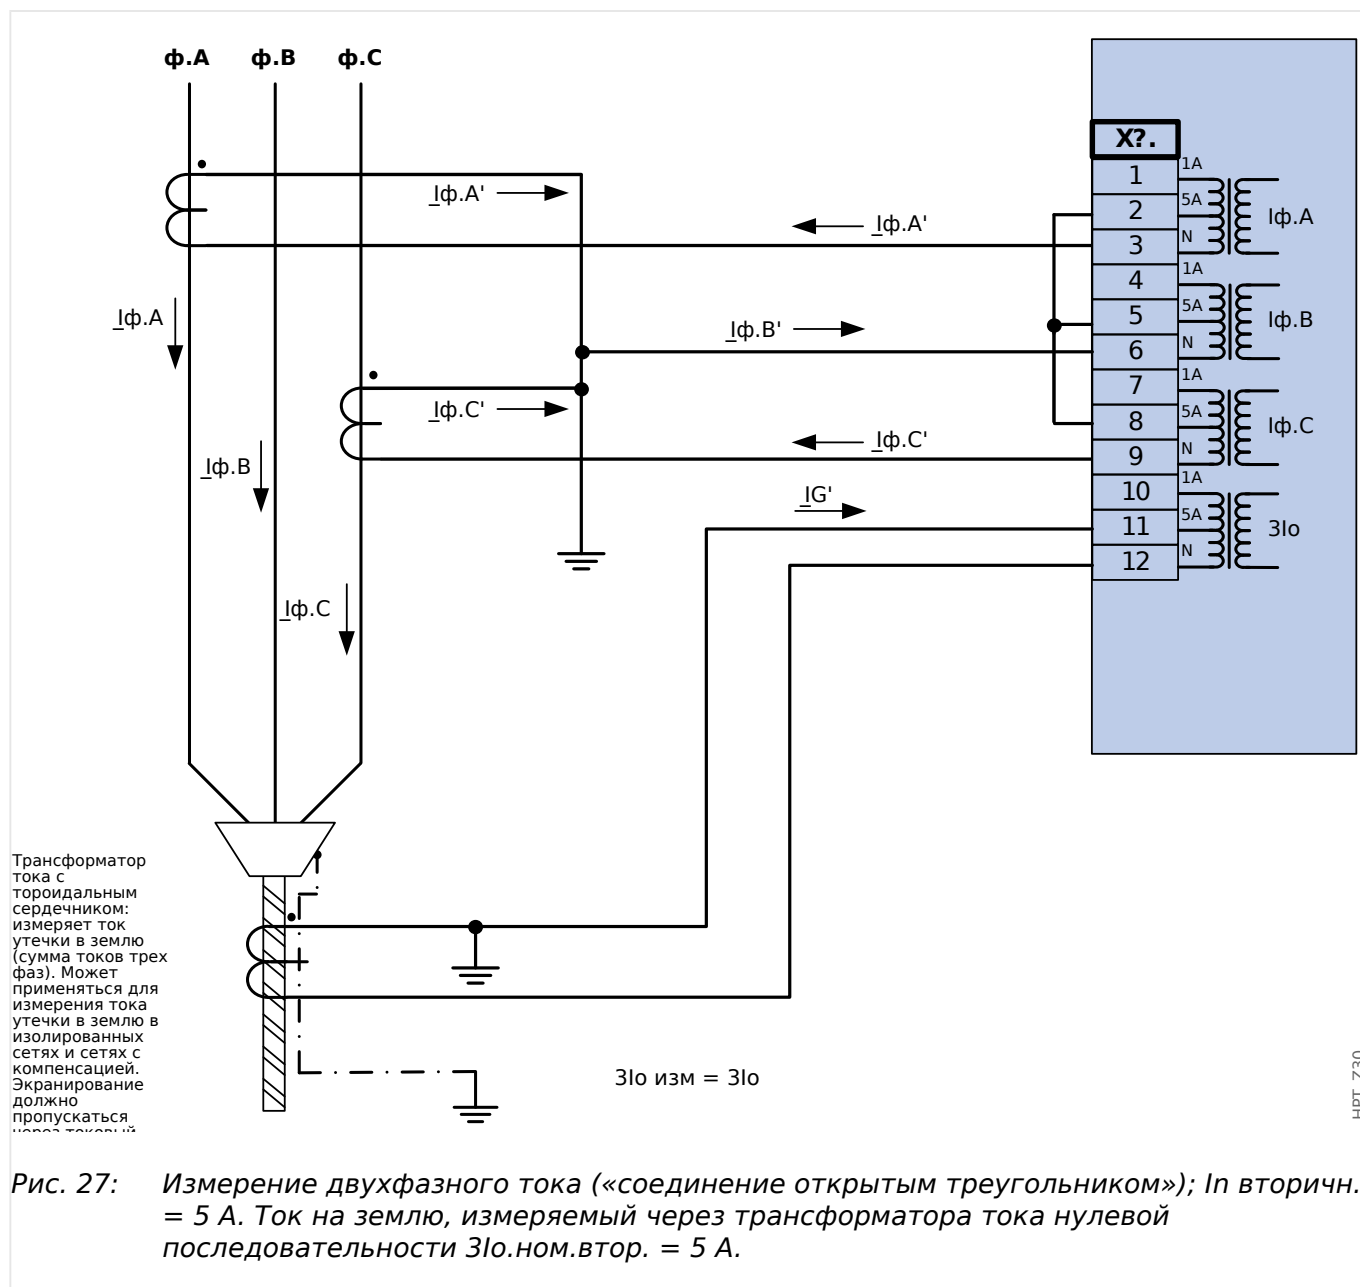 ф.A ф.B ф.C
X?.
1 1A
2 5A
3 N
Iф.A
4 1A
5 5A
6 N
Iф.B
7 1A
8 5A
9 N
Iф.C
10 1A
11 5A
12 N
3Io
_Iф.A'
_Iф.A'
_Iф.A
_Iф.B'
_Iф.C'
_Iф.C'
_Iф.B
_IG'
_Iф.C
Трансформатор
тока с
тороидальным
сердечником:
измеряет ток
утечки в землю
(сумма токов трех
фаз). Может
применяться для
измерения тока
утечки в землю в
изолированных
сетях и сетях с
компенсацией.
Экранирование
должно
пропускаться
через токовый
3Io изм = 3Io
HPT_Z30
Рис. 27: Измерение двухфазного тока («соединение открытым треугольником»); In вторичн.
= 5 А. Ток на землю, измеряемый через трансформатора тока нулевой
последовательности 3Io.ном.втор. = 5 А.